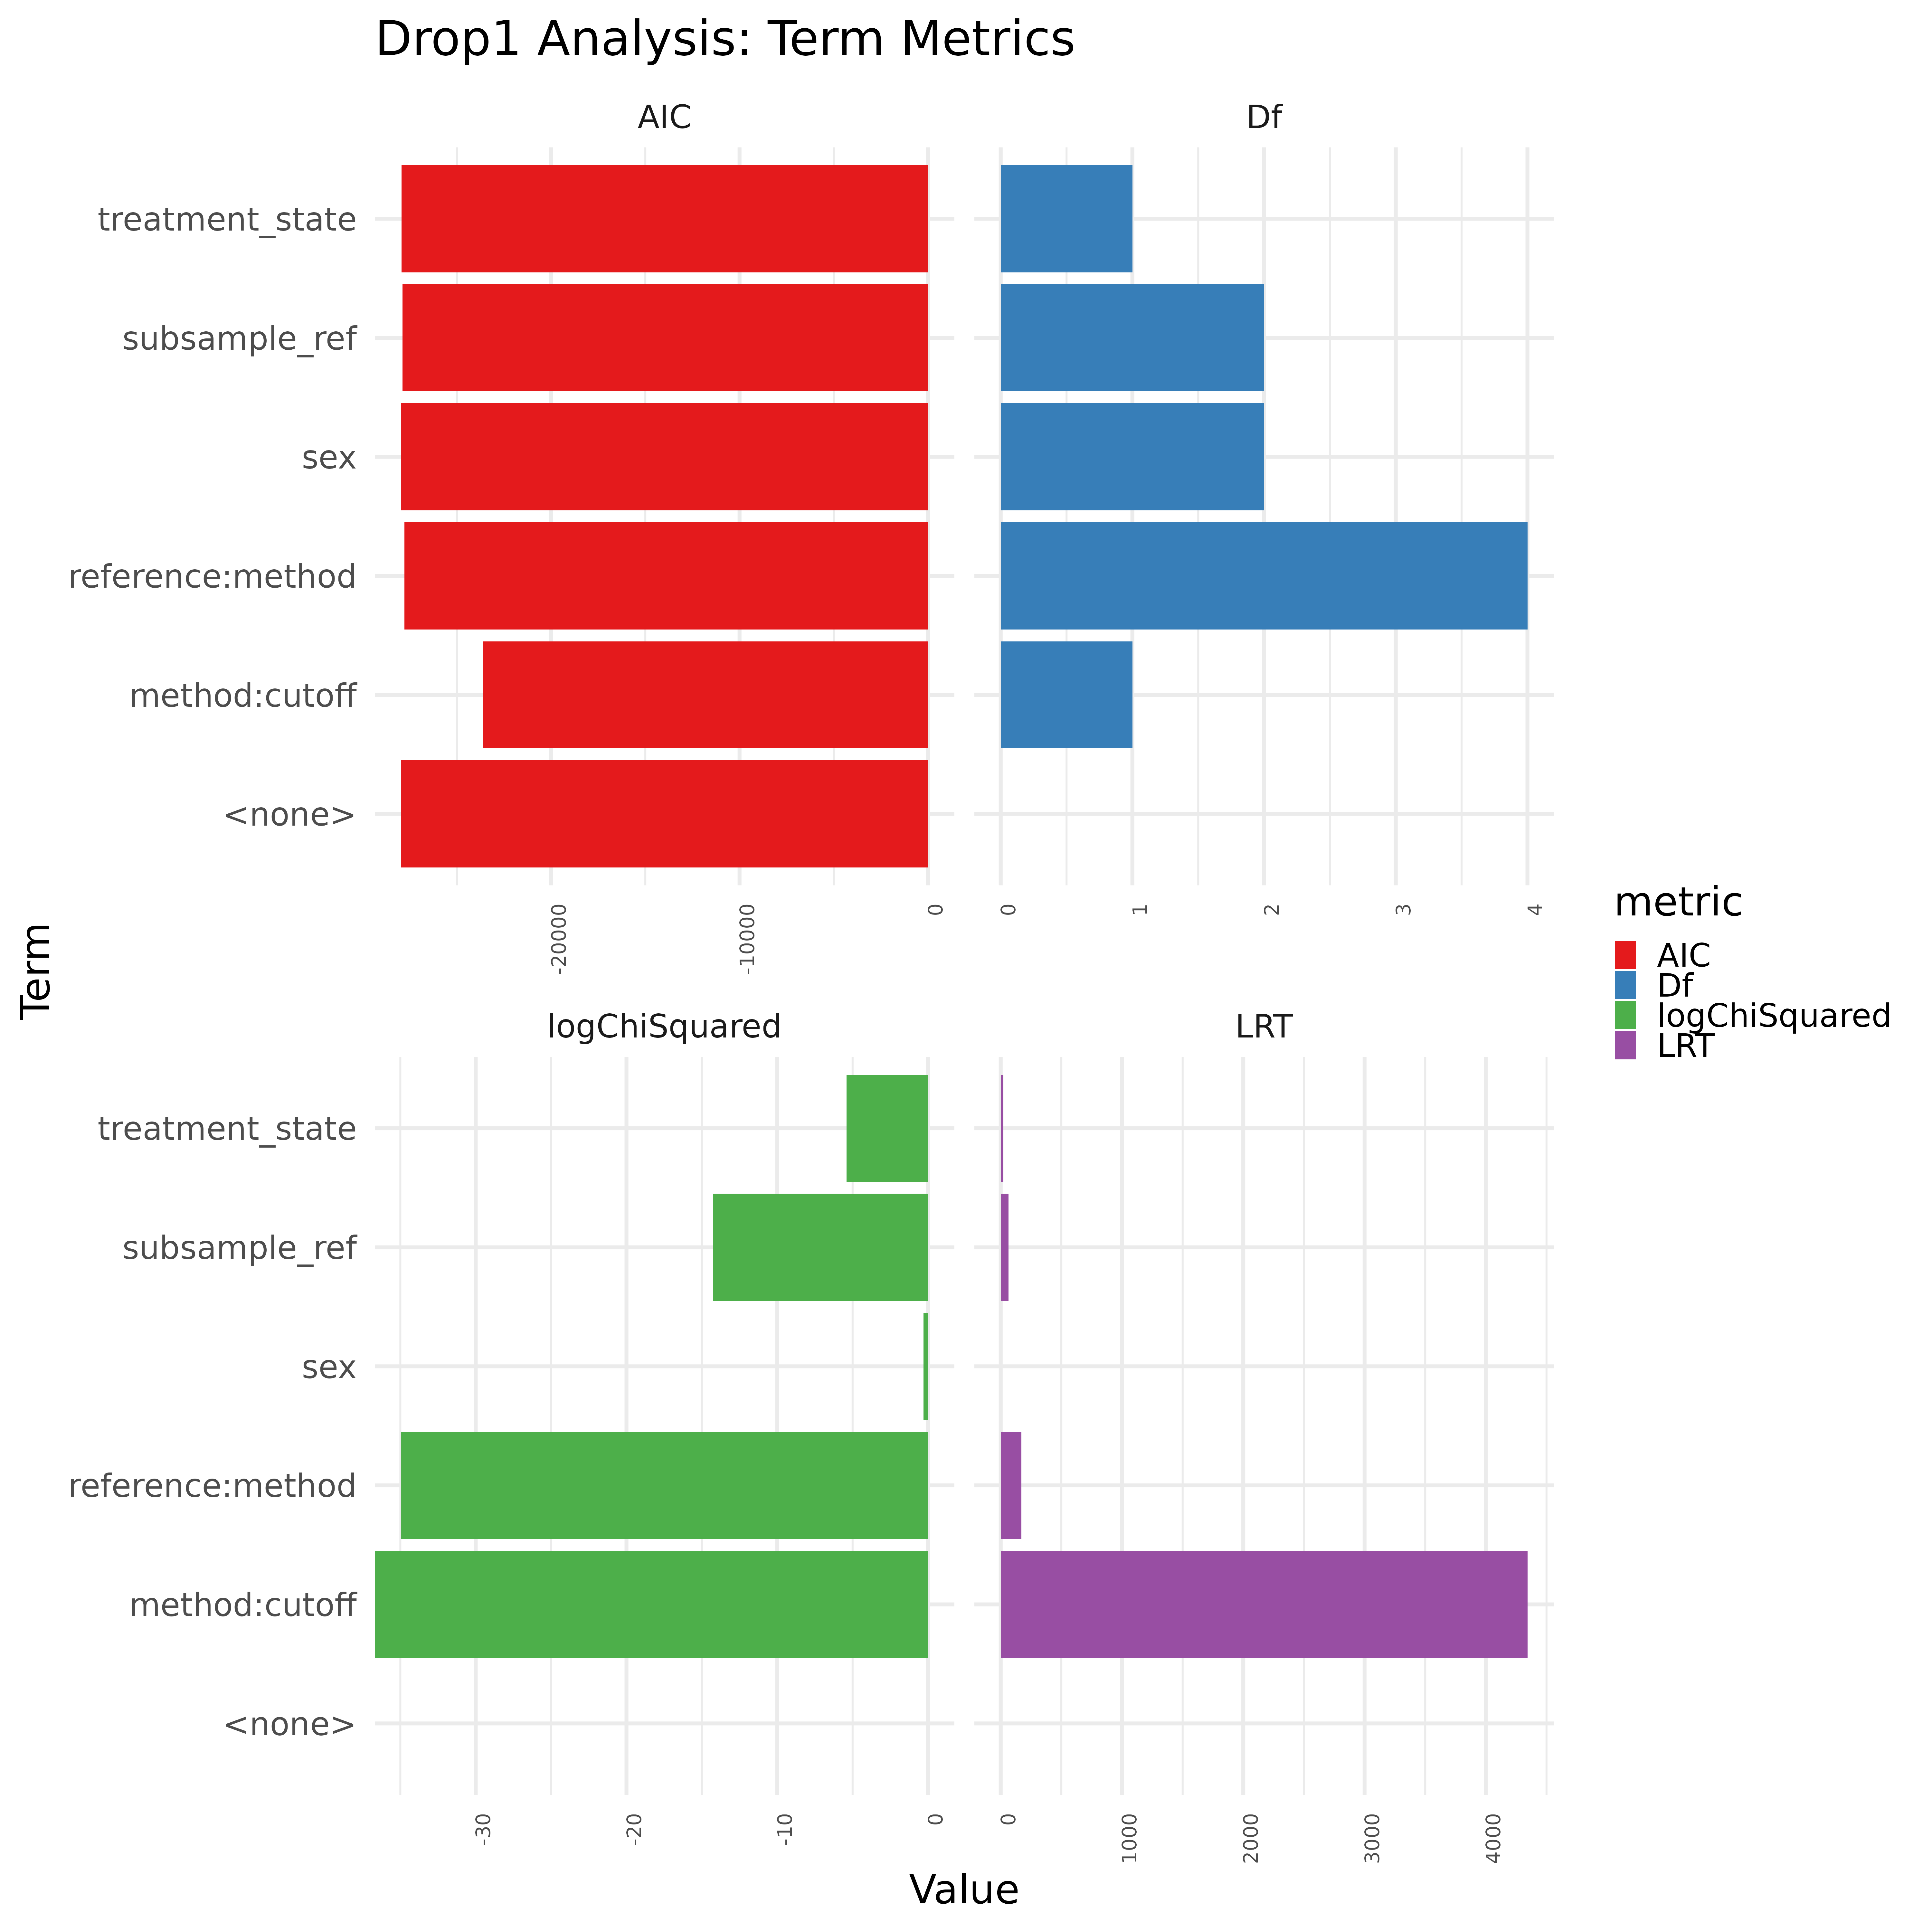 Drop1 Analysis: Term Metrics
AIC
Df
treatment_state
subsample_ref
sex
reference:method
method:cutoff
<none>
-20000
-10000
0
0
1
2
3
4
Term
metric
AIC
Df
logChiSquared
LRT
logChiSquared
LRT
treatment_state
subsample_ref
sex
reference:method
method:cutoff
<none>
-30
-20
-10
0
0
1000
2000
3000
4000
Value